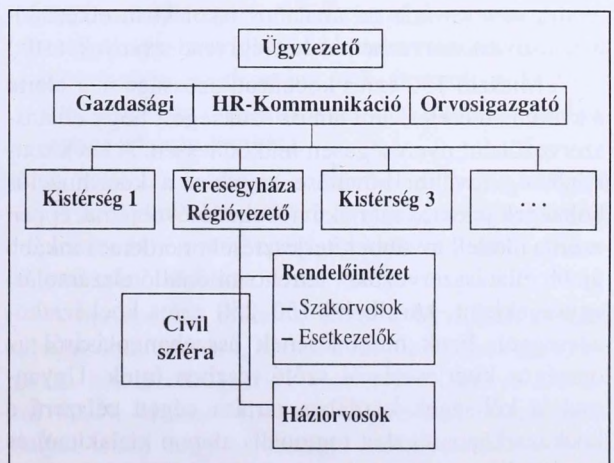 Ügyvezető
Gazdasági HR-Kommunikáció Orvosigazgató
Kistérség 1 Veresegyháza Régióvezető Kistérség 3 . . .
Rendelőintézet
– Szakorvosok
– Esetkezelők
Civil
szféra
Háziorvosok